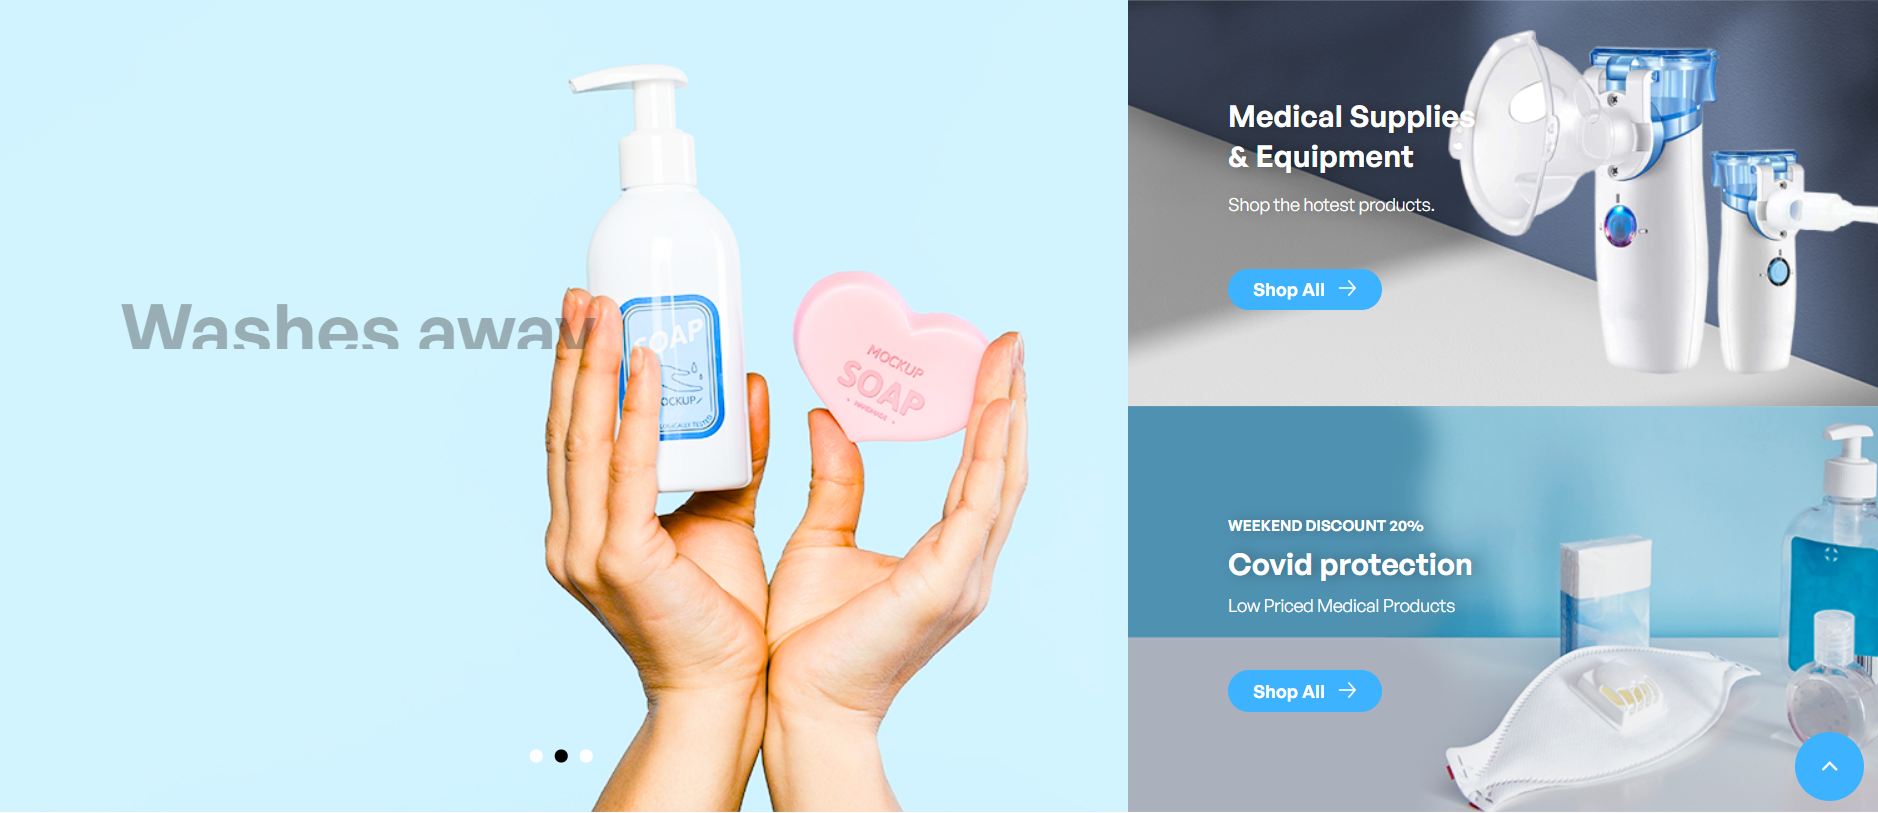 Washes away
SOAP
MOCKUP
SOAP
HANDMADE
Medical Supplies
& Equipment
Shop the hotest products.
Shop All
WEEKEND DISCOUNT 20%
Covid protection
Low Priced Medical Products
Shop All